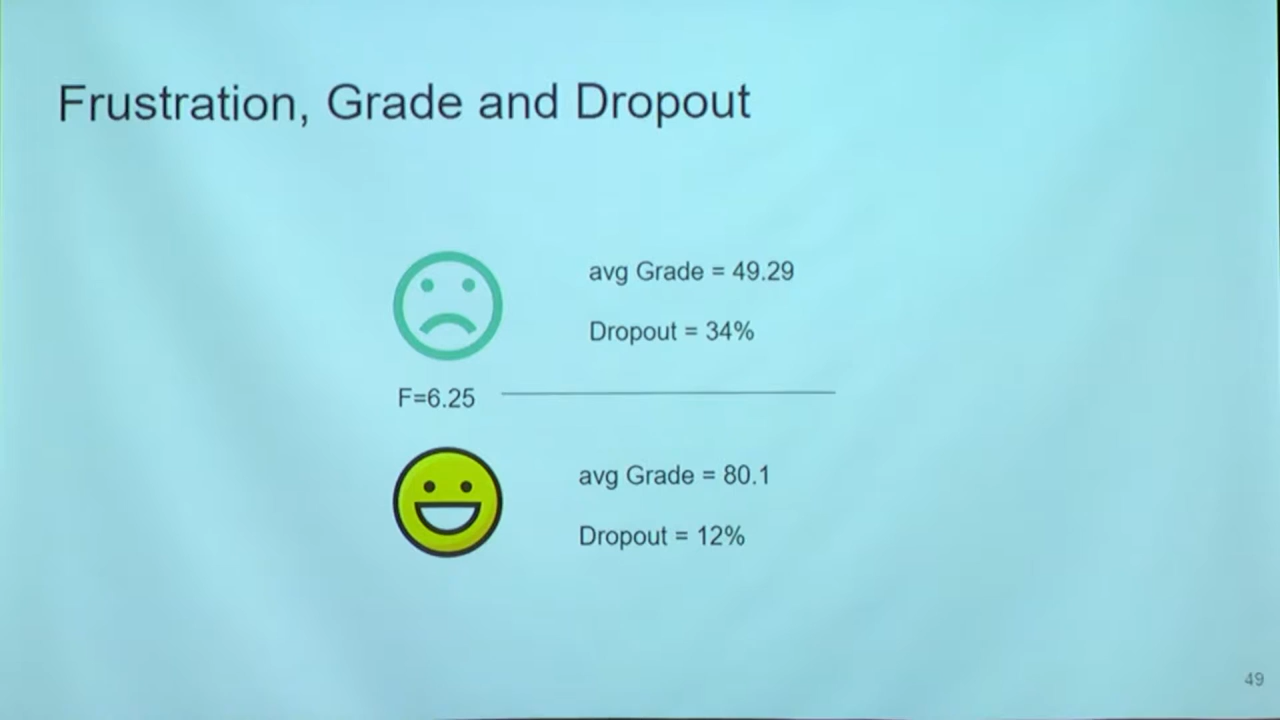 Frustration, Grade and Dropout
avg Grade = 49.29
Dropout = 34%
F=6.25
avg Grade = 80.1
Dropout = 12%
49